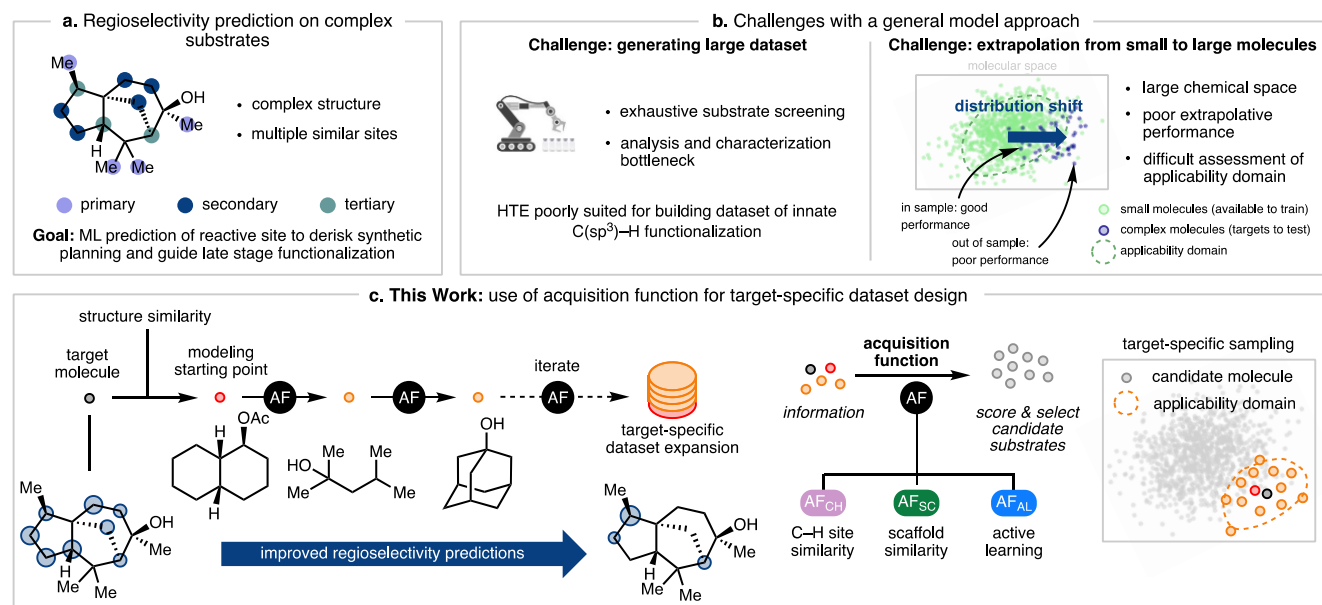 a. Regioselectivity prediction on complex
substrates
Me
OH
Me
H
Me
Me
• complex structure
• multiple similar sites
primary
secondary
tertiary
Goal: ML prediction of reactive site to derisk synthetic
planning and guide late stage functionalization
b. Challenges with a general model approach
Challenge: generating large dataset
• exhaustive substrate screening
• analysis and characterization
bottleneck
HTE poorly suited for building dataset of innate
C(sp³)–H functionalization
Challenge: extrapolation from small to large molecules
molecular space
distribution shift
in sample: good
performance
out of sample:
poor performance
• large chemical space
• poor extrapolative
performance
• difficult assessment of
applicability domain
small molecules (available to train)
complex molecules (targets to test)
applicability domain
c. This Work: use of acquisition function for target-specific dataset design
structure similarity
target
molecule
modeling
starting point
AF
AF
iterate
AF
target-specific
dataset expansion
OAc
H
H
Me
HO
Me
Me
Me
OH
Me
OH
Me
H
Me
Me
improved regioselectivity predictions
Me
OH
Me
H
Me
Me
information
acquisition
function
AF
score & select
candidate
substrates
AFCH
AFSC
AFAL
C–H site
similarity
scaffold
similarity
active
learning
target-specific sampling
candidate molecule
applicability domain